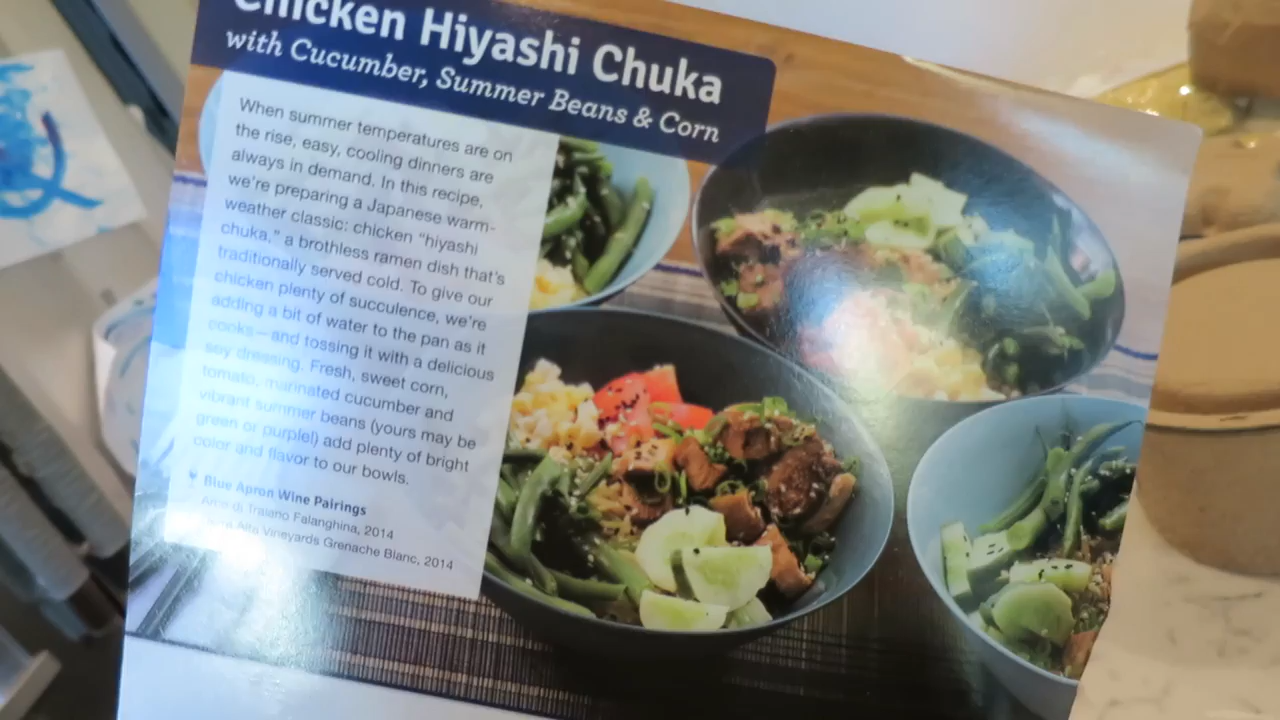 Chicken Hiyashi Chuka
with Cucumber, Summer Beans & Corn
When summer temperatures are on
the rise, easy, cooling dinners are
always in demand. In this recipe,
we're preparing a Japanese warm-
weather classic: chicken "hiyashi
chuka," a brothless ramen dish that's
traditionally served cold. To give our
chicken plenty of succulence, we're
adding a bit of water to the pan as it
cooks—and tossing it with a delicious
soy dressing. Fresh, sweet corn,
tomato, marinated cucumber and
vibrant summer beans (yours may be
green or purple!) add plenty of bright
color and flavor to our bowls.
Blue Apron Wine Pairings
Arco di Traiano Falanghina, 2014
Alta Vineyards Grenache Blanc, 2014